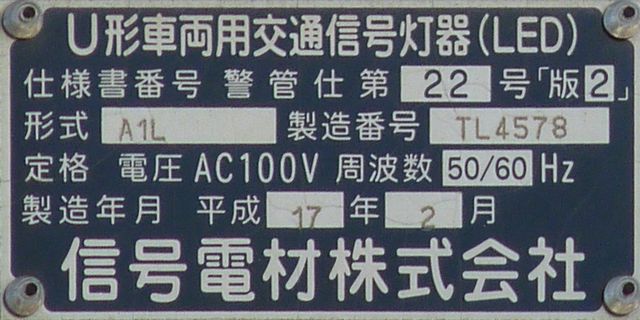 U形車両用交通信号灯器(LED)
仕様書番号 警管仕第 22 号「版2」
形式 A1L 製造番号 TL4578
定格 電圧 AC100V 周波数 50/60 Hz
製造年月 平成 17 年 2 月
信号電材株式会社